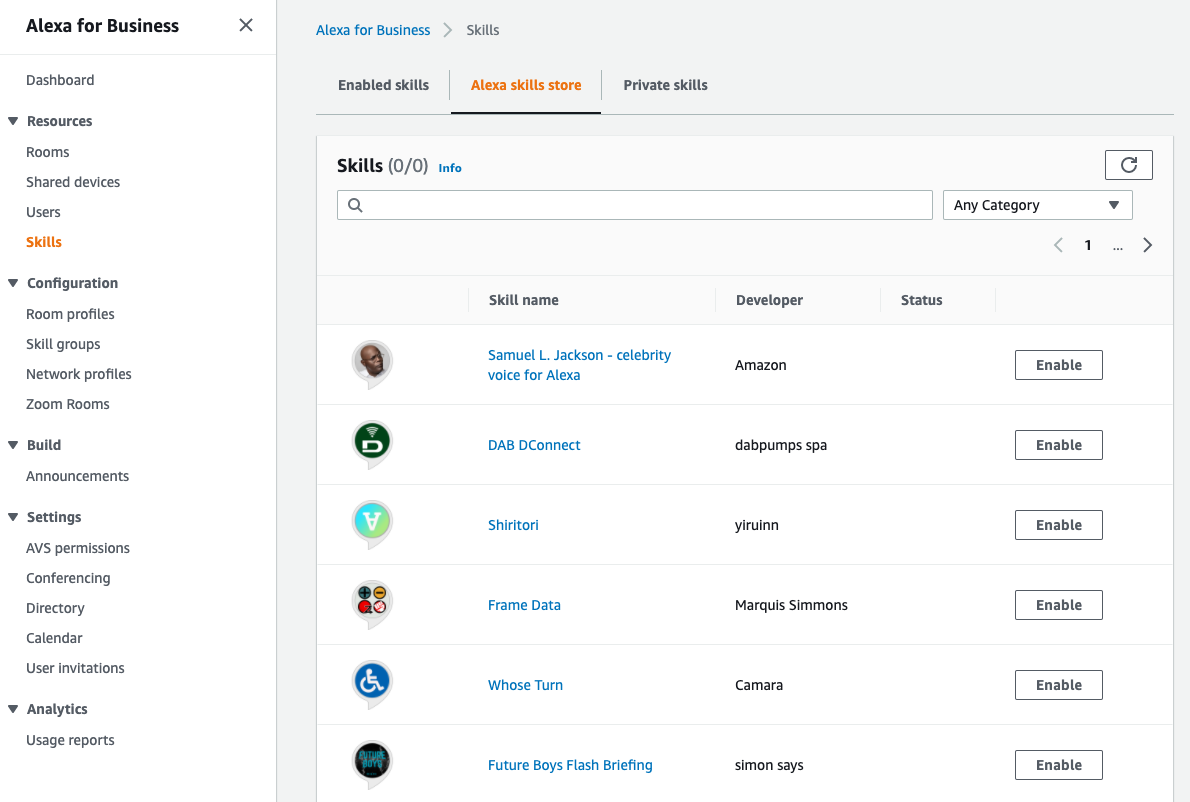 Alexa for Business
Dashboard
Resources
Rooms
Shared devices
Users
Skills
Configuration
Room profiles
Skill groups
Network profiles
Zoom Rooms
Build
Announcements
Settings
AVS permissions
Conferencing
Directory
Calendar
User invitations
Analytics
Usage reports
Alexa for Business > Skills
Enabled skills
Alexa skills store
Private skills
Skills (0/0) Info
Any Category
1 ...
Skill name Developer Status
Samuel L. Jackson - celebrity
voice for Alexa
Amazon
Enable
DAB DConnect
dabpumps spa
Enable
Shiritori
yiruinn
Enable
Frame Data
Marquis Simmons
Enable
Whose Turn
Camara
Enable
FUTURE
BOYS
Future Boys Flash Briefing
simon says
Enable